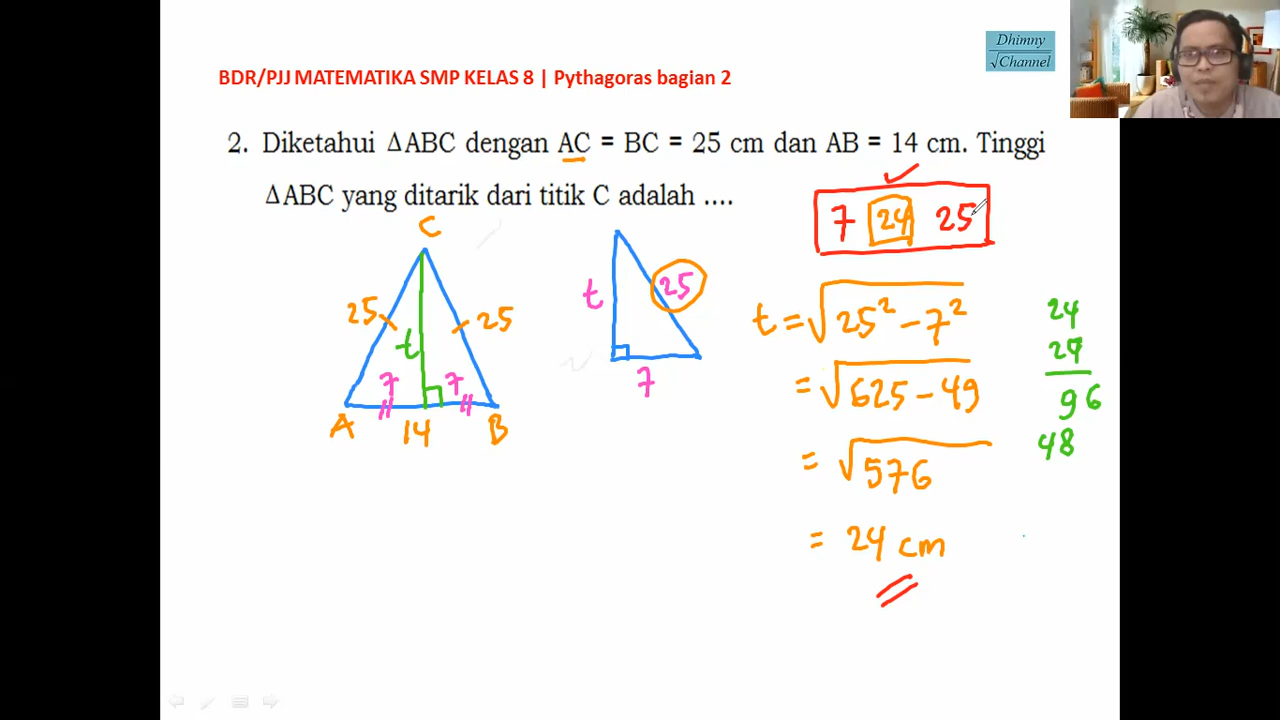 Dhimny
√Channel
BDR/PJJ MATEMATIKA SMP KELAS 8 | Pythagoras bagian 2
2. Diketahui ΔABC dengan AC = BC = 25 cm dan AB = 14 cm. Tinggi
ΔABC yang ditarik dari titik C adalah ....
7 24 25
C
25
25
t
7
7
A
14
B
t
25
7
t = √25² − 7²
= √625 − 49
= √576
= 24 cm
24
24
96
48